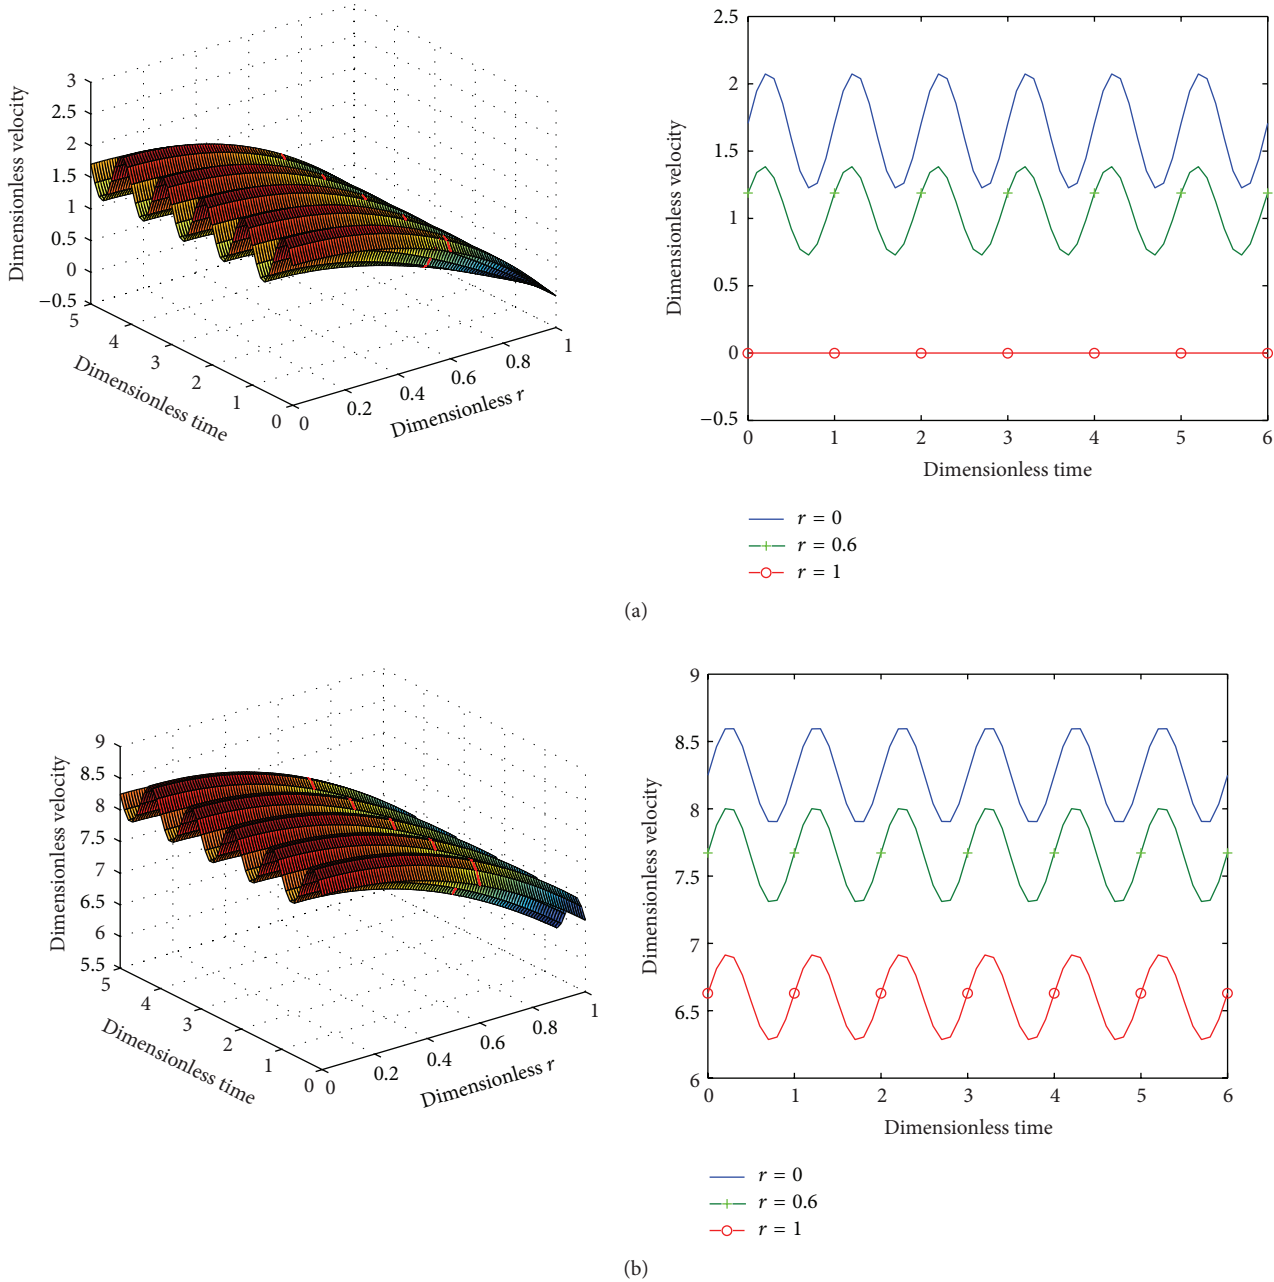 3
2.5
2
1.5
1
0.5
0
−0.5
Dimensionless velocity
5
4
3
2
1
0
Dimensionless time
0
0.2
0.4
0.6
0.8
1
Dimensionless r
2.5
2
1.5
1
0.5
0
−0.5
Dimensionless velocity
0 1 2 3 4 5 6
Dimensionless time
r = 0
r = 0.6
r = 1
(a)
9
8.5
8
7.5
7
6.5
6
5.5
Dimensionless velocity
5
4
3
2
1
0
Dimensionless time
0
0.2
0.4
0.6
0.8
1
Dimensionless r
9
8.5
8
7.5
7
6.5
6
Dimensionless velocity
0 1 2 3 4 5 6
Dimensionless time
r = 0
r = 0.6
r = 1
(b)